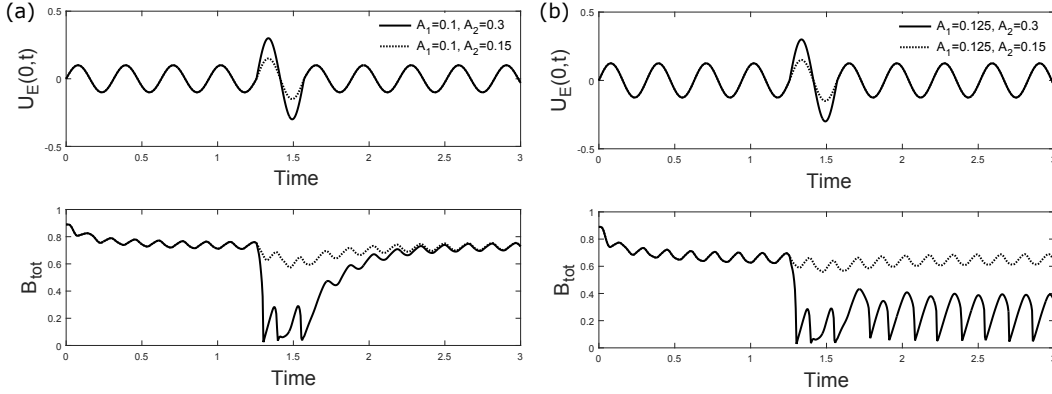 (a)
A1=0.1, A2=0.3
A1=0.1, A2=0.15
UE(0,t)
0.5
0
-0.5
0 0.5 1 1.5 2 2.5 3
Time
Btot
1
0.8
0.6
0.4
0.2
0
0 0.5 1 1.5 2 2.5 3
Time
(b)
A1=0.125, A2=0.3
A1=0.125, A2=0.15
UE(0,t)
0.5
0
-0.5
0 0.5 1 1.5 2 2.5 3
Time
Btot
1
0.8
0.6
0.4
0.2
0
0 0.5 1 1.5 2 2.5 3
Time